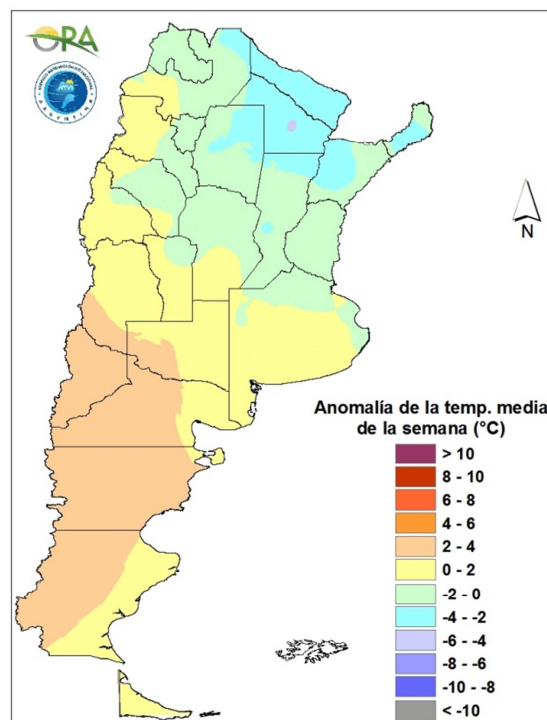 ORA
N
Anomalía de la temp. media
de la semana (°C)
> 10
8 - 10
6 - 8
4 - 6
2 - 4
0 - 2
-2 - 0
-4 - -2
-6 - -4
-8 - -6
-10 - -8
< -10